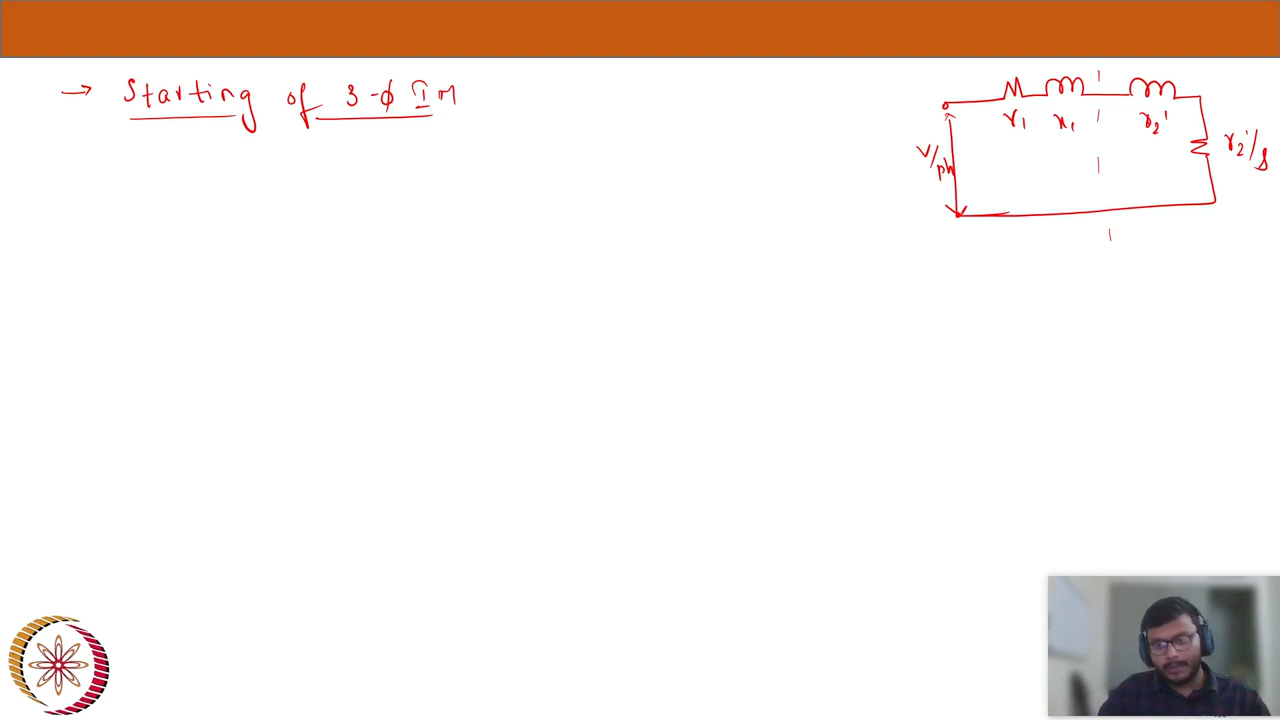 → Starting of 3-ϕ IM
V/ph
r1 x1 r2' r2'/s